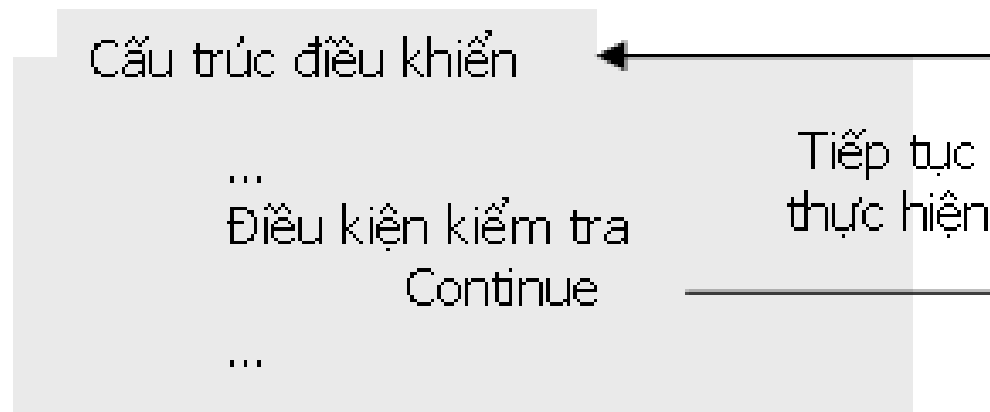 Cấu trúc điều khiển
...
Điều kiện kiểm tra
Continue
...
Tiếp tục
thực hiện